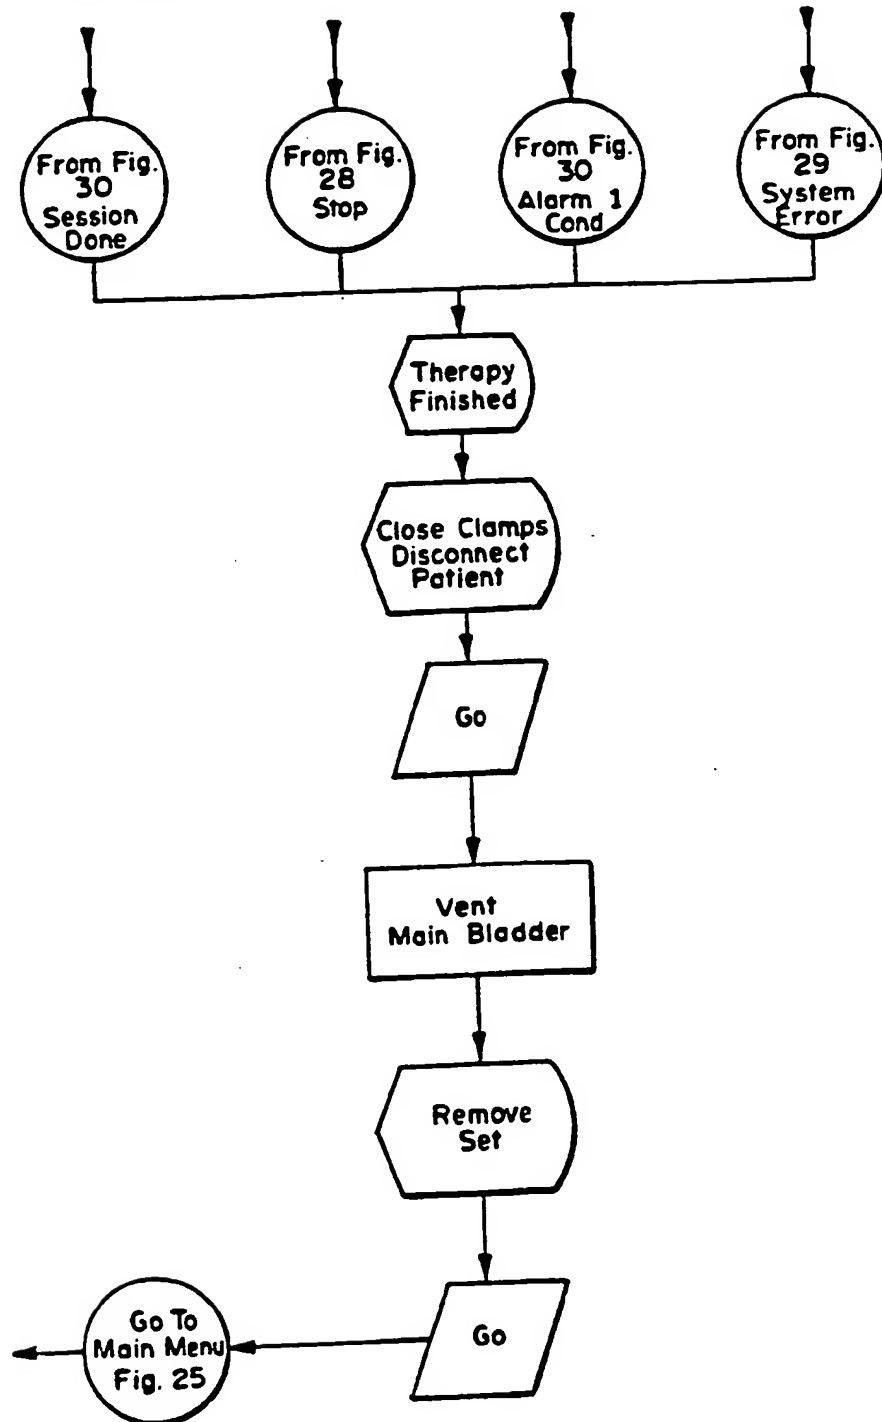 From Fig.
30
Session
Done
From Fig.
28
Stop
From Fig.
30
Alarm 1
Cond
From Fig.
29
System
Error
Therapy
Finished
Close Clamps
Disconnect
Patient
Go
Vent
Main Bladder
Remove
Set
Go
Go To
Main Menu
Fig. 25